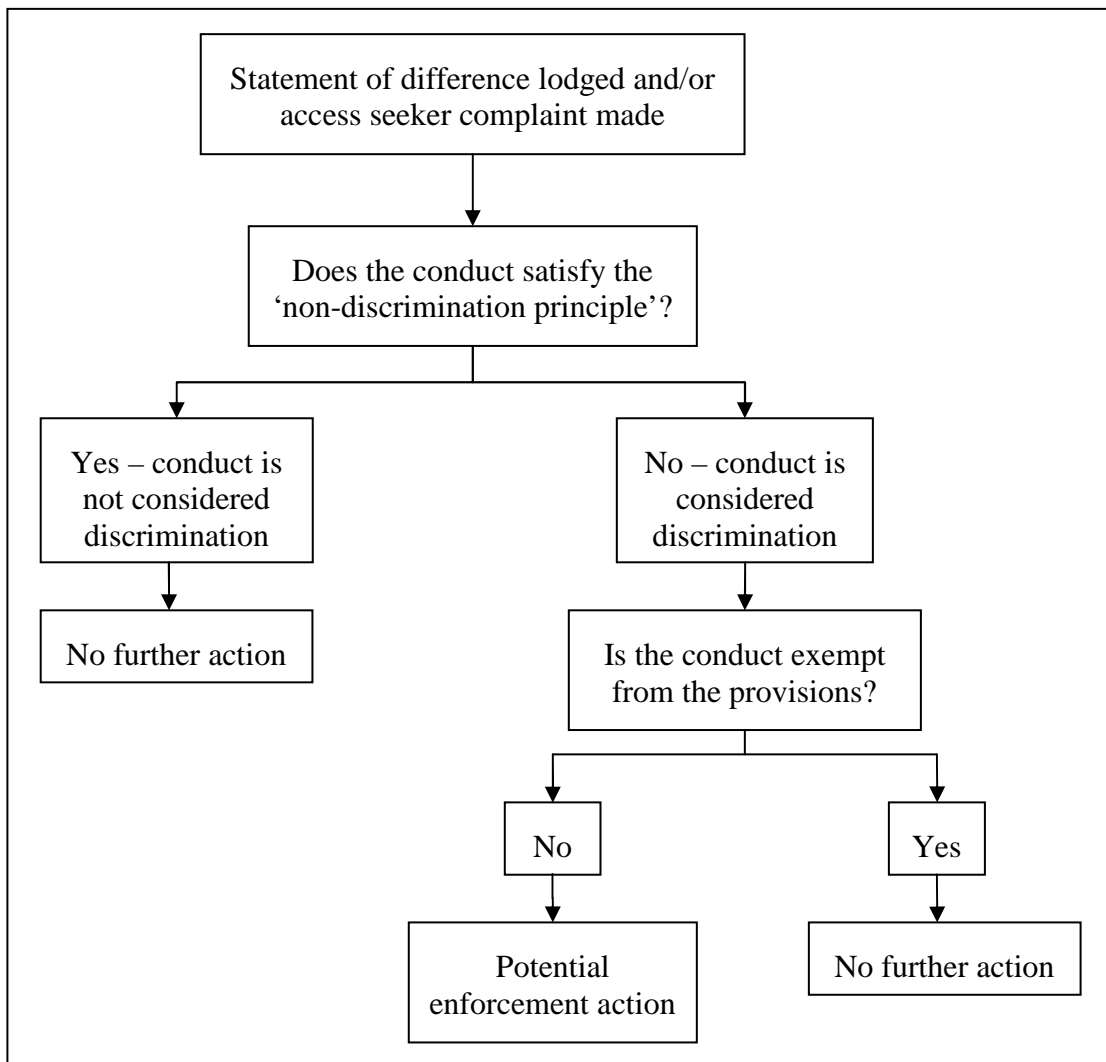 Statement of difference lodged and/or
access seeker complaint made
Does the conduct satisfy the
‘non-discrimination principle’?
Yes – conduct is
not considered
discrimination
No – conduct is
considered
discrimination
No further action
Is the conduct exempt
from the provisions?
No
Yes
Potential
enforcement action
No further action